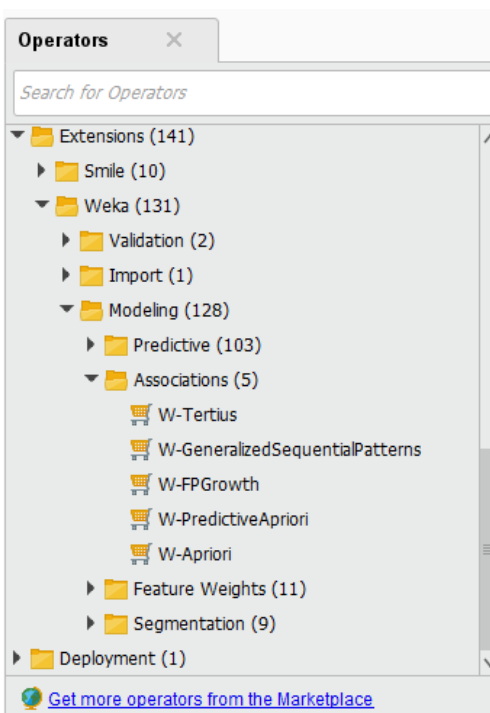 Operators
Search for Operators
Extensions (141)
Smile (10)
Weka (131)
Validation (2)
Import (1)
Modeling (128)
Predictive (103)
Associations (5)
W-Tertius
W-GeneralizedSequentialPatterns
W-FPGrowth
W-PredictiveApriori
W-Apriori
Feature Weights (11)
Segmentation (9)
Deployment (1)
Get more operators from the Marketplace